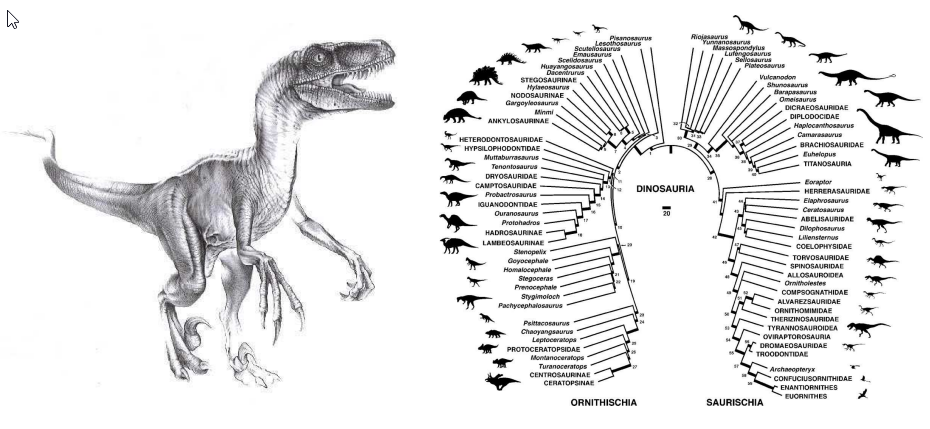 Pisanosaurus
Lesothosaurus
Scutellosaurus
Emausaurus
Scelidosaurus
Huayangosaurus
Dacentrurus
STEGOSAURINAE
Hylaeosaurus
NODOSAURINAE
Gargoyleosaurus
Minmi
ANKYLOSAURINAE
HETERODONTOSAURIDAE
HYPSILOPHODONTIDAE
Muttaburrasaurus
Tenontosaurus
DRYOSAURIDAE
CAMPTOSAURIDAE
Probactrosaurus
IGUANODONTIDAE
Ouranosaurus
Protohadros
HADROSAURINAE
LAMBEOSAURINAE
Stenopelix
Goyocephale
Homalocephale
Stegoceras
Prenocephale
Stygimoloch
Pachycephalosaurus
Psittacosaurus
Chaoyangsaurus
Leptoceratops
PROTOCERATOPSIDAE
Montanoceratops
Turanoceratops
CENTROSAURINAE
CERATOPSINAE
ORNITHISCHIA
DINOSAURIA
20
Riojasaurus
Yunnanosaurus
Massospondylus
Lufengosaurus
Sellosaurus
Plateosaurus
Vulcanodon
Shunosaurus
Barapasaurus
Omeisaurus
DICRAEOSAURIDAE
DIPLODOCIDAE
Haplocanthosaurus
Camarasaurus
BRACHIOSAURIDAE
Euhelopus
TITANOSAURIA
Eoraptor
HERRERASAURIDAE
Elaphrosaurus
Ceratosaurus
ABELISAURIDAE
Dilophosaurus
Liliensternus
COELOPHYSIDAE
TORVOSAURIDAE
SPINOSAURIDAE
ALLOSAUROIDEA
Ornitholestes
COMPSOGNATHIDAE
ALVAREZSAURIDAE
ORNITHOMIMIDAE
THERIZINOSAURIDAE
TYRANNOSAUROIDEA
OVIRAPTOROSAURIA
DROMAEOSAURIDAE
TROODONTIDAE
Archaeopteryx
CONFUCIUSORNITHIDAE
ENANTIORNITHES
EUORNITHES
SAURISCHIA